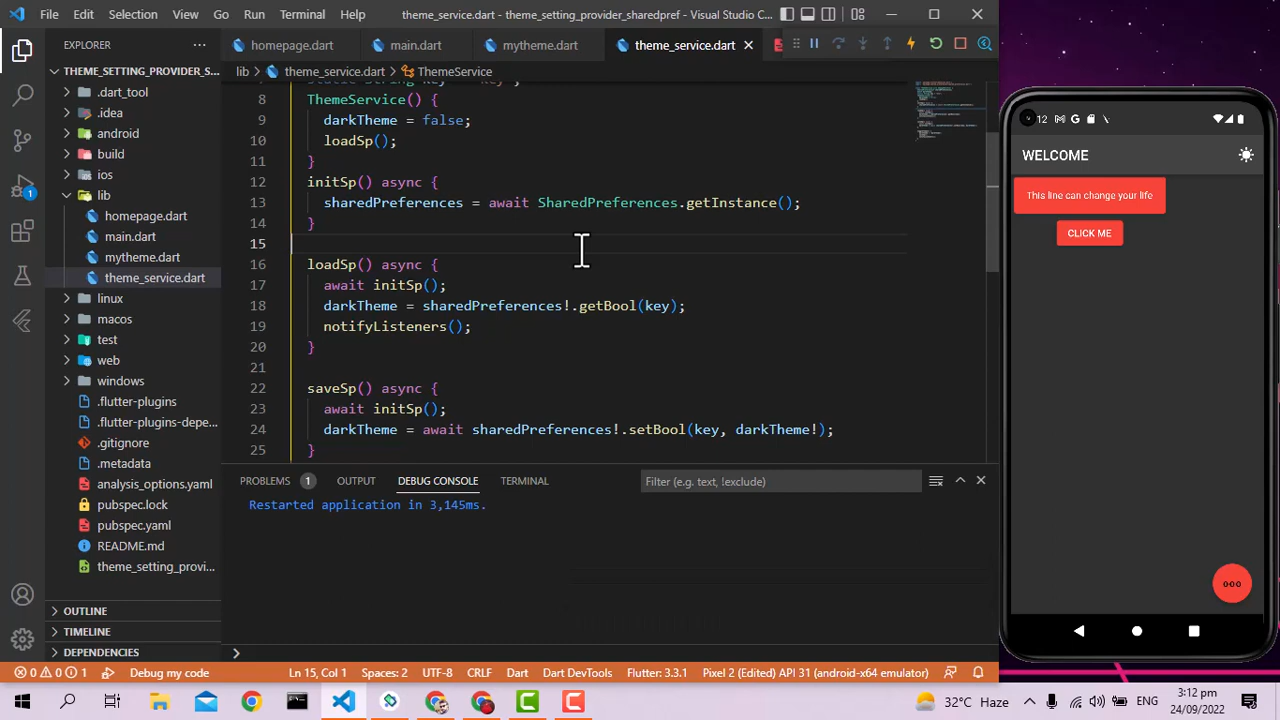 File Edit Selection View Go Run Terminal Help theme_service.dart - theme_setting_provider_sharedpref - Visual Studio C...
EXPLORER
homepage.dart main.dart mytheme.dart theme_service.dart
THEME_SETTING_PROVIDER_S...
lib theme_service.dart ThemeService
.dart_tool
.idea
android
build
ios
lib
homepage.dart
main.dart
mytheme.dart
theme_service.dart
linux
macos
test
web
windows
.flutter-plugins
.flutter-plugins-depe...
.gitignore
.metadata
analysis_options.yaml
pubspec.lock
pubspec.yaml
README.md
theme_setting_provi...
OUTLINE
TIMELINE
DEPENDENCIES
1
8 ThemeService() {
9 darkTheme = false;
10 loadSp();
11 }
12 initSp() async {
13 sharedPreferences = await SharedPreferences.getInstance();
14 }
15
16 loadSp() async {
17 await initSp();
18 darkTheme = sharedPreferences!.getBool(key);
19 notifyListeners();
20 }
21
22 saveSp() async {
23 await initSp();
24 darkTheme = await sharedPreferences!.setBool(key, darkTheme!);
25 }
PROBLEMS 1 OUTPUT DEBUG CONSOLE TERMINAL Filter (e.g. text, !exclude)
Restarted application in 3,145ms.
12 G
WELCOME
This line can change your life
CLICK ME
0 0 1 Debug my code Ln 15, Col 1 Spaces: 2 UTF-8 CRLF Dart Dart DevTools Flutter: 3.3.1 Pixel 2 (Edited) API 31 (android-x64 emulator)
32°C Haze ENG 3:12 pm
24/09/2022